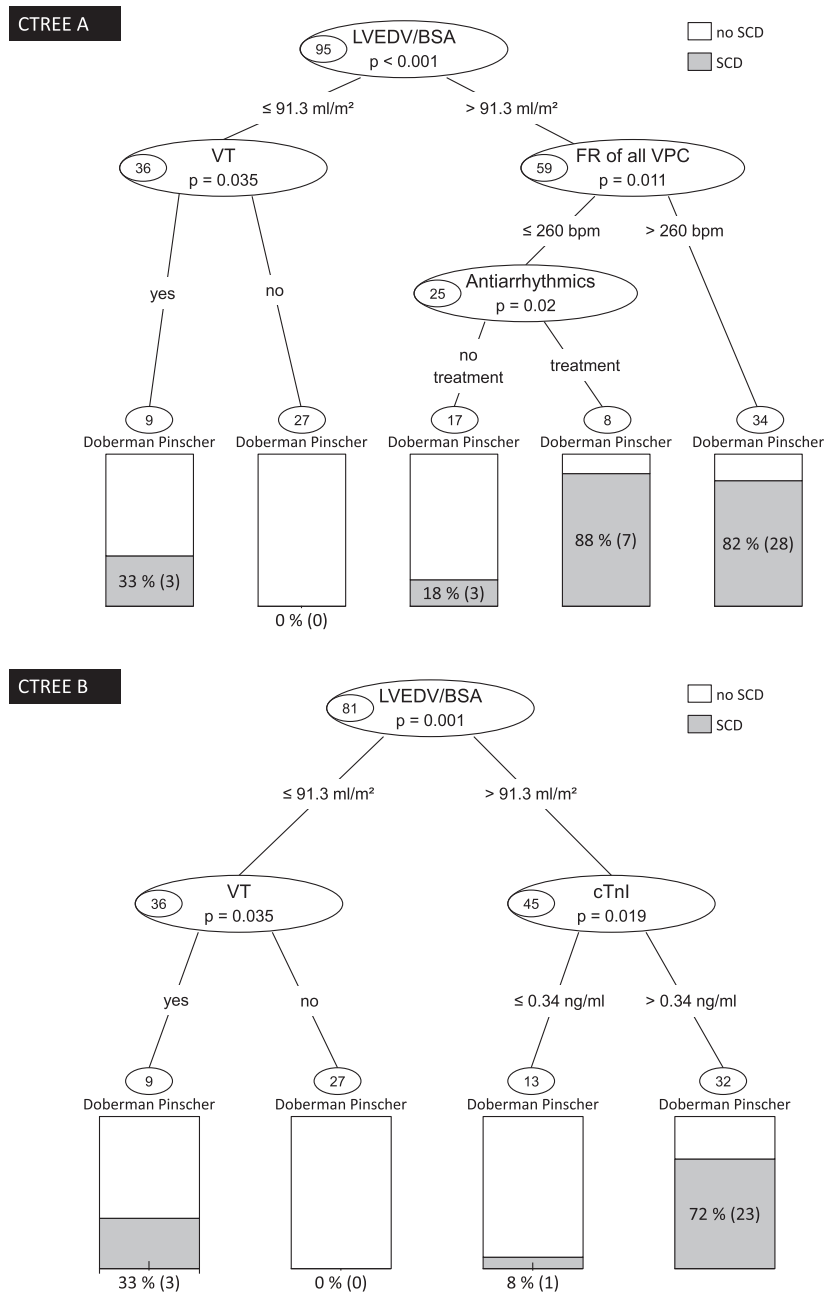 CTREE A
no SCD
SCD
95
LVEDV/BSA
p < 0.001
≤ 91.3 ml/m²
> 91.3 ml/m²
36
VT
p = 0.035
59
FR of all VPC
p = 0.011
≤ 260 bpm
> 260 bpm
25
Antiarrhythmics
p = 0.02
yes
no
no
treatment
treatment
9
27
17
8
34
Doberman Pinscher
Doberman Pinscher
Doberman Pinscher
Doberman Pinscher
Doberman Pinscher
33 % (3)
0 % (0)
18 % (3)
88 % (7)
82 % (28)
CTREE B
no SCD
SCD
81
LVEDV/BSA
p = 0.001
≤ 91.3 ml/m²
> 91.3 ml/m²
36
VT
p = 0.035
45
cTnI
p = 0.019
yes
no
≤ 0.34 ng/ml
> 0.34 ng/ml
9
27
13
32
Doberman Pinscher
Doberman Pinscher
Doberman Pinscher
Doberman Pinscher
33 % (3)
0 % (0)
8 % (1)
72 % (23)